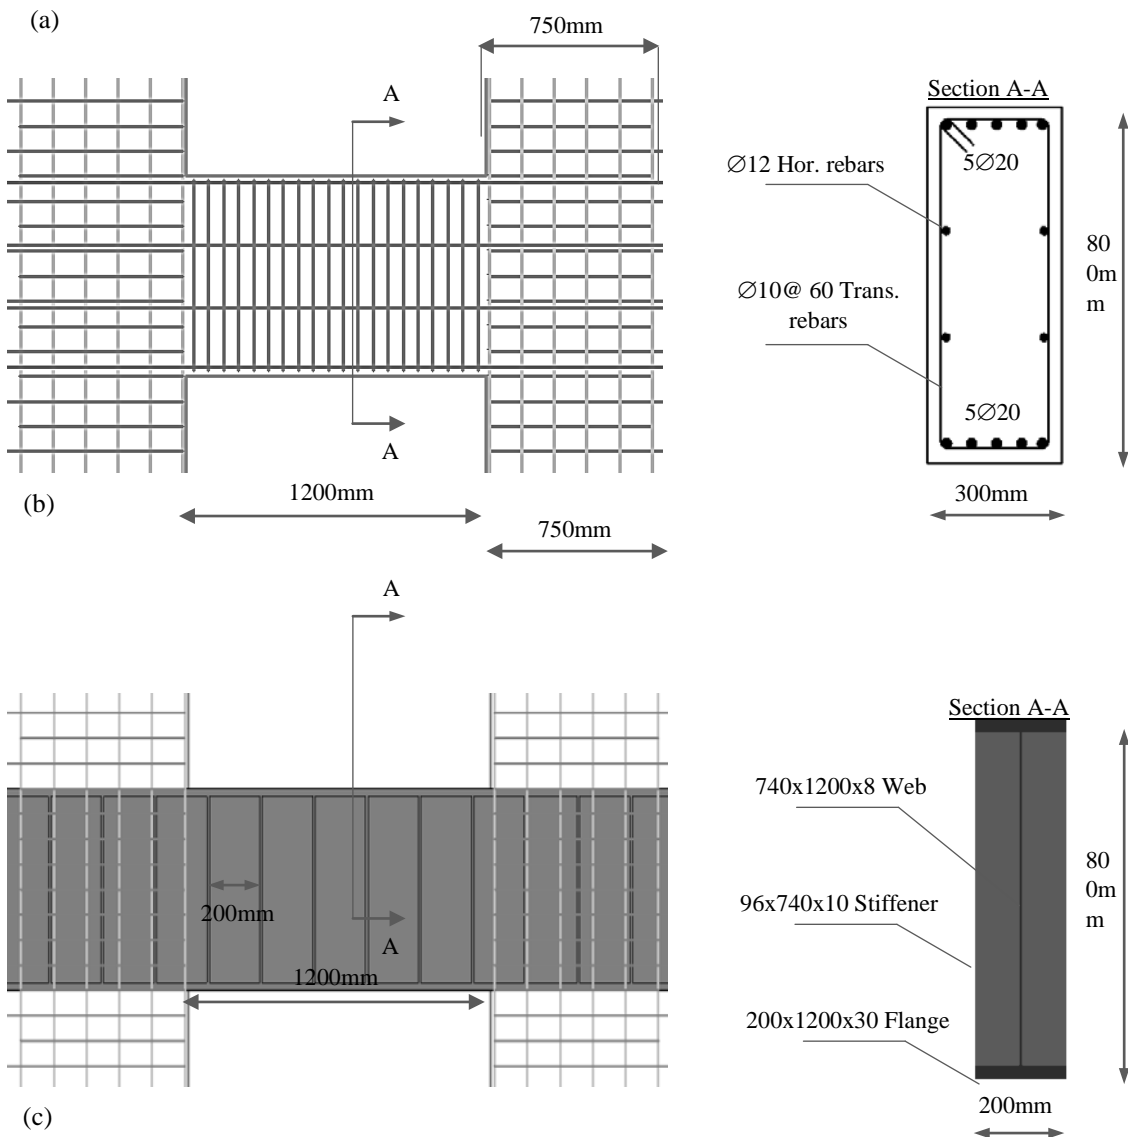 (a)
750mm
A
Section A-A
5∅20
∅12 Hor. rebars
80
0m
m
∅10@ 60 Trans.
rebars
5∅20
A
1200mm
300mm
(b)
750mm
A
Section A-A
740x1200x8 Web
80
0m
m
200mm
96x740x10 Stiffener
A
1200mm
200x1200x30 Flange
200mm
(c)